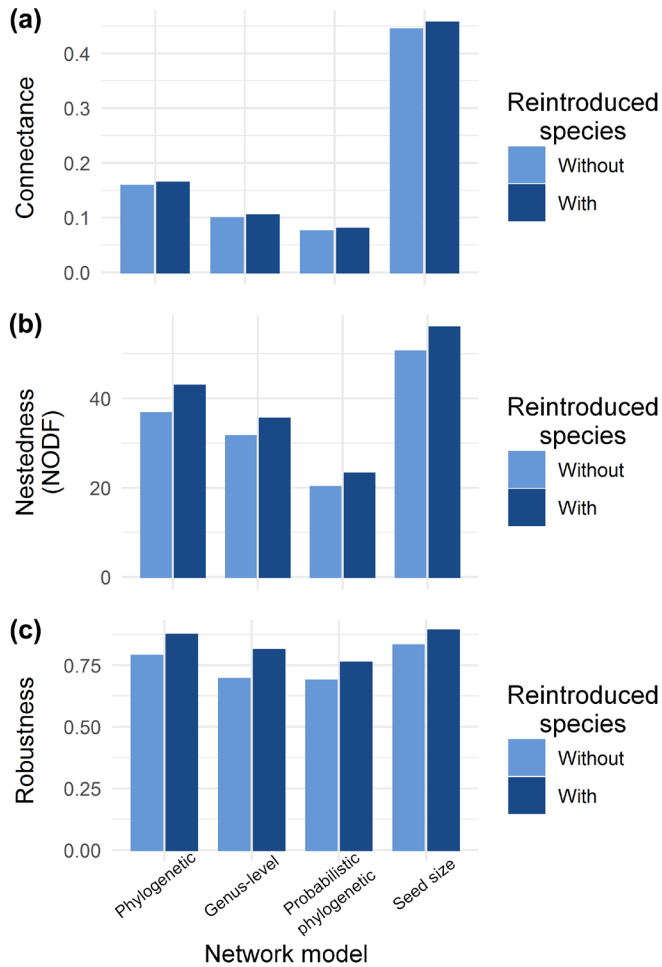 (a)
Connectance
0.4
0.3
0.2
0.1
0.0
Reintroduced
species
Without
With
(b)
Nestedness
(NODF)
40
20
0
Reintroduced
species
Without
With
(c)
Robustness
0.75
0.50
0.25
0.00
Reintroduced
species
Without
With
Phylogenetic
Genus-level
Probabilistic
phylogenetic
Seed size
Network model